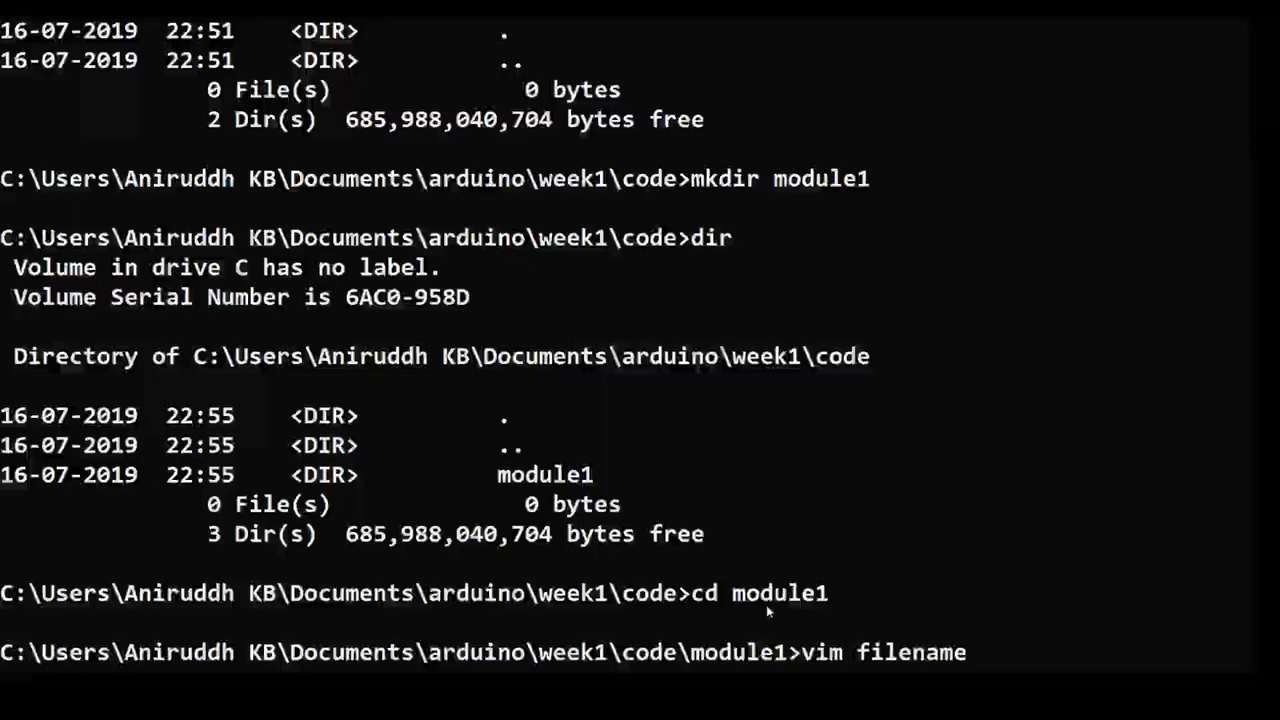 16-07-2019  22:51    <DIR>          .
16-07-2019  22:51    <DIR>          ..
               0 File(s)              0 bytes
               2 Dir(s)  685,988,040,704 bytes free
C:\Users\Aniruddh KB\Documents\arduino\week1\code>mkdir module1
C:\Users\Aniruddh KB\Documents\arduino\week1\code>dir
 Volume in drive C has no label.
 Volume Serial Number is 6AC0-958D
 Directory of C:\Users\Aniruddh KB\Documents\arduino\week1\code
16-07-2019  22:55    <DIR>          .
16-07-2019  22:55    <DIR>          ..
16-07-2019  22:55    <DIR>          module1
               0 File(s)              0 bytes
               3 Dir(s)  685,988,040,704 bytes free
C:\Users\Aniruddh KB\Documents\arduino\week1\code>cd module1
C:\Users\Aniruddh KB\Documents\arduino\week1\code\module1>vim filename